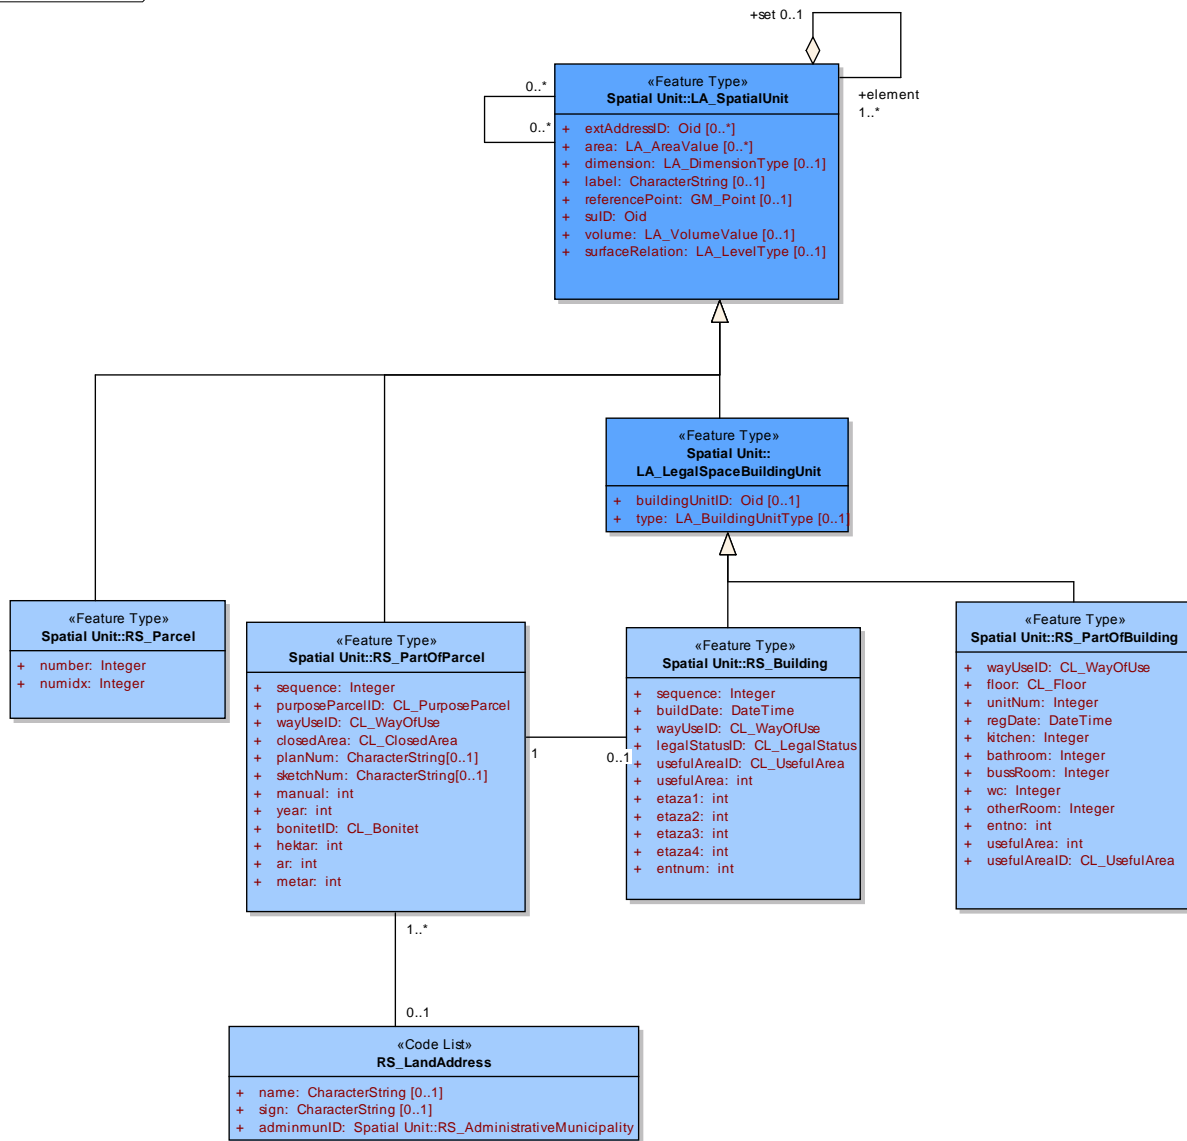 +set 0..1
«Feature Type»
Spatial Unit::LA_SpatialUnit
+ extAddressID: Oid [0..*]
+ area: LA_AreaValue [0..*]
+ dimension: LA_DimensionType [0..1]
+ label: CharacterString [0..1]
+ referencePoint: GM_Point [0..1]
+ suID: Oid
+ volume: LA_VolumeValue [0..1]
+ surfaceRelation: LA_LevelType [0..1]
0..*
0..*
+element
1..*
«Feature Type»
Spatial Unit::
LA_LegalSpaceBuildingUnit
+ buildingUnitID: Oid [0..1]
+ type: LA_BuildingUnitType [0..1]
«Feature Type»
Spatial Unit::RS_Parcel
+ number: Integer
+ numidx: Integer
«Feature Type»
Spatial Unit::RS_PartOfParcel
+ sequence: Integer
+ purposeParcelID: CL_PurposeParcel
+ wayUseID: CL_WayOfUse
+ closedArea: CL_ClosedArea
+ planNum: CharacterString[0..1]
+ sketchNum: CharacterString[0..1]
+ manual: int
+ year: int
+ bonitetID: CL_Bonitet
+ hektar: int
+ ar: int
+ metar: int
1
0..1
«Feature Type»
Spatial Unit::RS_Building
+ sequence: Integer
+ buildDate: DateTime
+ wayUseID: CL_WayOfUse
+ legalStatusID: CL_LegalStatus
+ usefulAreaID: CL_UsefulArea
+ usefulArea: int
+ etaza1: int
+ etaza2: int
+ etaza3: int
+ etaza4: int
+ entnum: int
«Feature Type»
Spatial Unit::RS_PartOfBuilding
+ wayUseID: CL_WayOfUse
+ floor: CL_Floor
+ unitNum: Integer
+ regDate: DateTime
+ kitchen: Integer
+ bathroom: Integer
+ bussRoom: Integer
+ wc: Integer
+ otherRoom: Integer
+ entno: int
+ usefulArea: int
+ usefulAreaID: CL_UsefulArea
1..*
0..1
«Code List»
RS_LandAddress
+ name: CharacterString [0..1]
+ sign: CharacterString [0..1]
+ adminmunID: Spatial Unit::RS_AdministrativeMunicipality